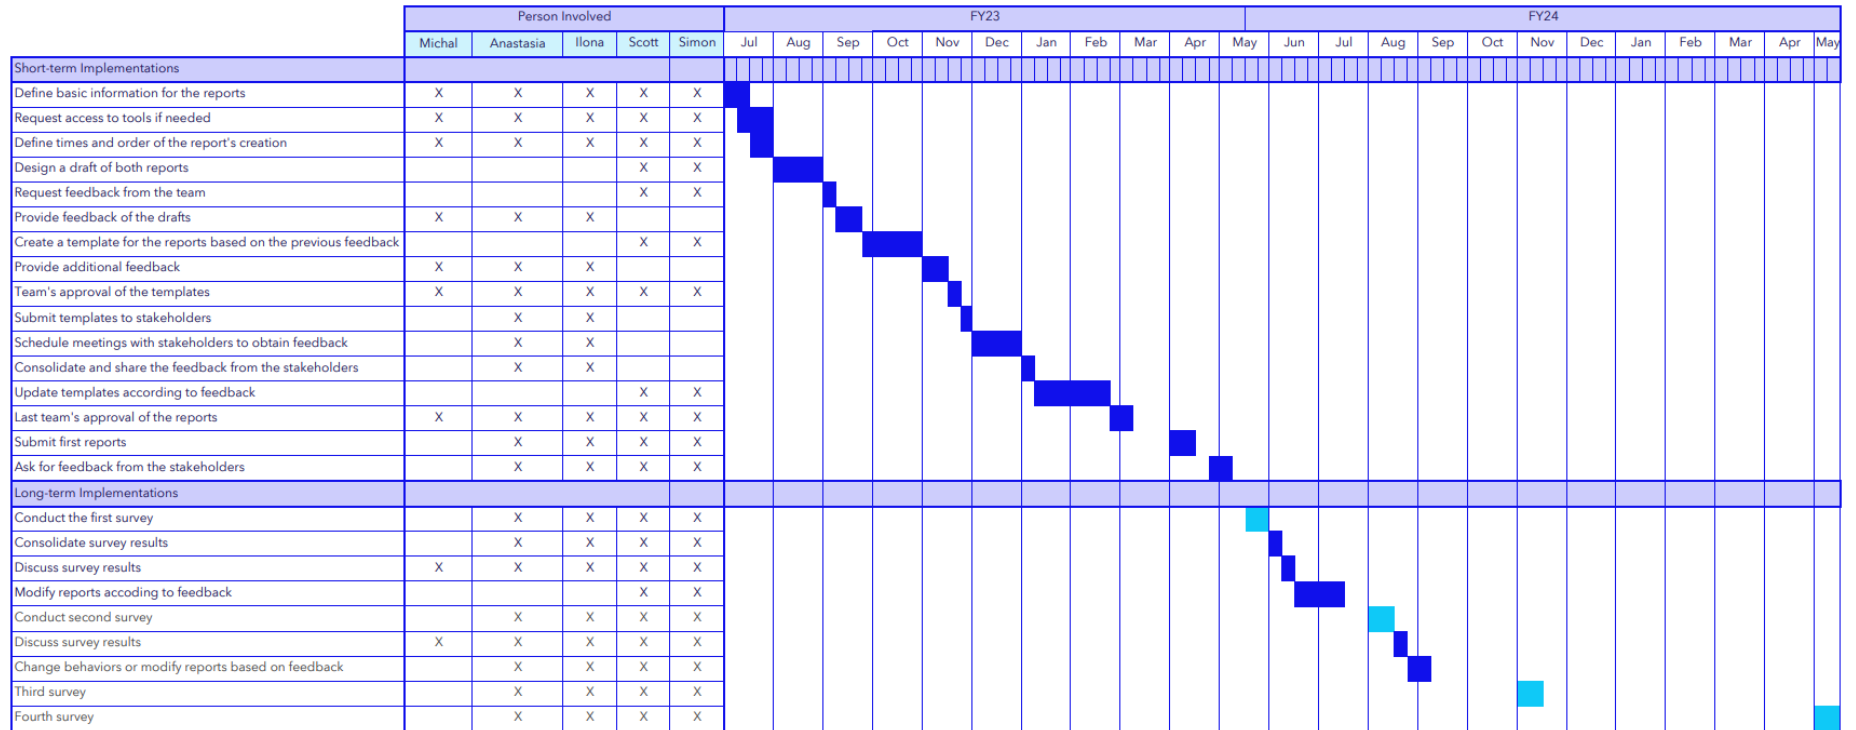 Person Involved FY23 FY24
Michal Anastasia Ilona Scott Simon Jul Aug Sep Oct Nov Dec Jan Feb Mar Apr May Jun Jul Aug Sep Oct Nov Dec Jan Feb Mar Apr May
Short-term Implementations
Define basic information for the reports X X X X X
Request access to tools if needed X X X X X
Define times and order of the report's creation X X X X X
Design a draft of both reports X X
Request feedback from the team X X
Provide feedback of the drafts X X X
Create a template for the reports based on the previous feedback X X
Provide additional feedback X X X
Team's approval of the templates X X X X X
Submit templates to stakeholders X X
Schedule meetings with stakeholders to obtain feedback X X
Consolidate and share the feedback from the stakeholders X X
Update templates according to feedback X X
Last team's approval of the reports X X X X X
Submit first reports X X X X
Ask for feedback from the stakeholders X X X X
Long-term Implementations
Conduct the first survey X X X X
Consolidate survey results X X X X
Discuss survey results X X X X X
Modify reports accoding to feedback X X
Conduct second survey X X X X
Discuss survey results X X X X X
Change behaviors or modify reports based on feedback X X X X
Third survey X X X X
Fourth survey X X X X